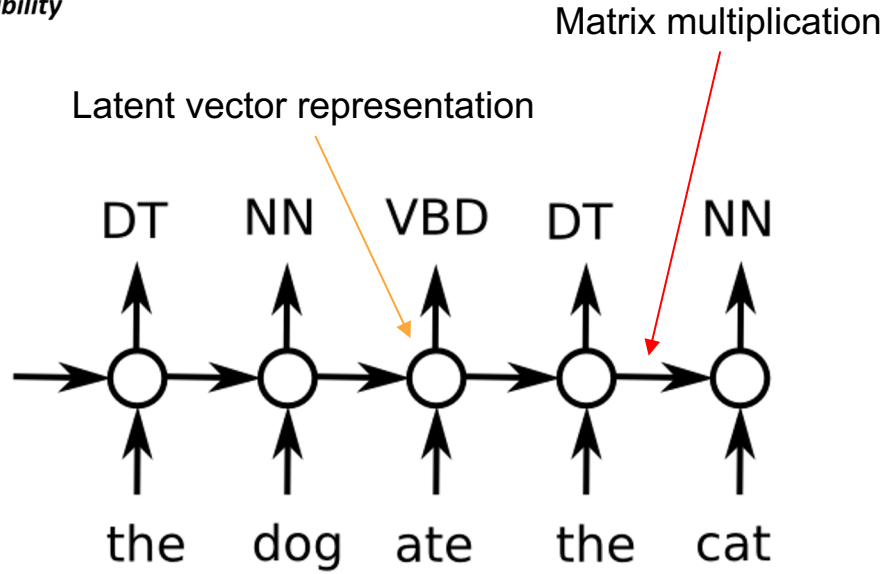 Matrix multiplication
Latent vector representation
DT NN VBD DT NN
the dog ate the cat